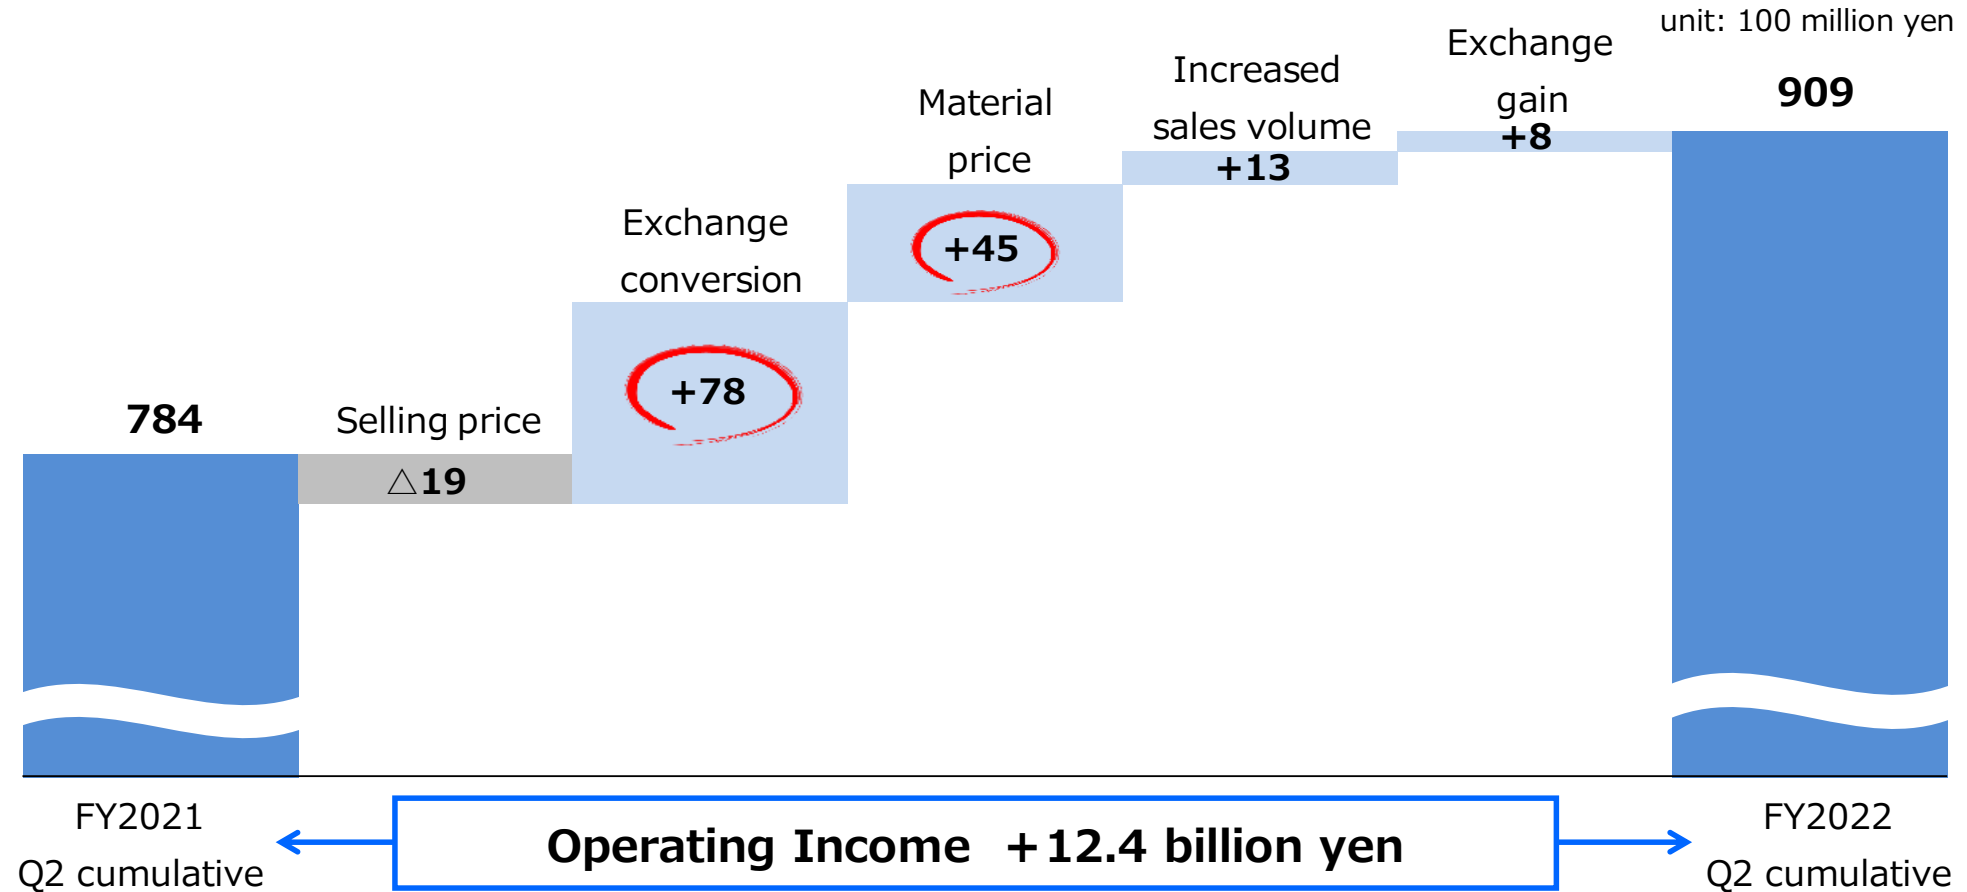 unit: 100 million yen
Exchange
gain
+8
909
Increased
sales volume
+13
Material
price
+45
Exchange
conversion
+78
784
Selling price
△19
FY2021
Q2 cumulative
Operating Income +12.4 billion yen
FY2022
Q2 cumulative